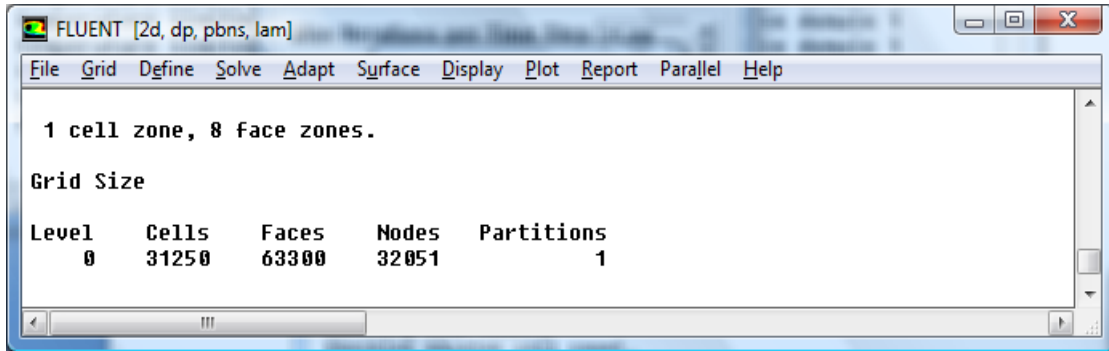 FLUENT [2d, dp, pbns, lam]
File Grid Define Solve Adapt Surface Display Plot Report Parallel Help
1 cell zone, 8 face zones.
Grid Size
Level Cells Faces Nodes Partitions
0 31250 63300 32051 1